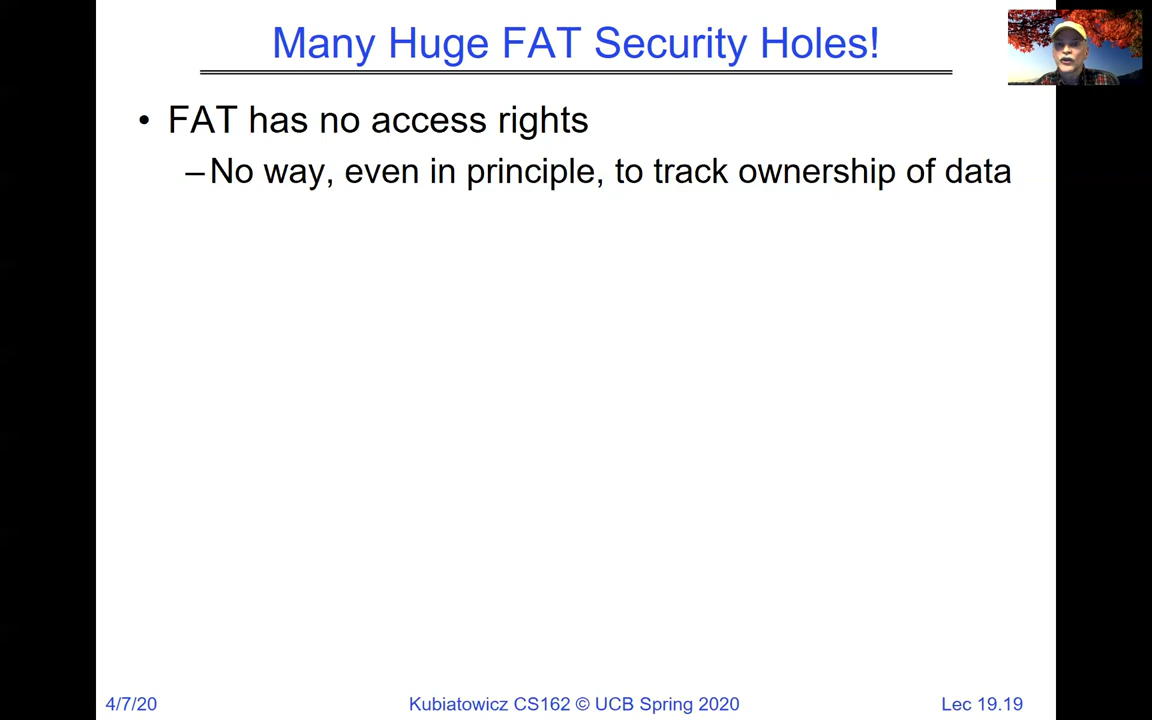 Many Huge FAT Security Holes!
• FAT has no access rights
– No way, even in principle, to track ownership of data
4/7/20
Kubiatowicz CS162 © UCB Spring 2020
Lec 19.19